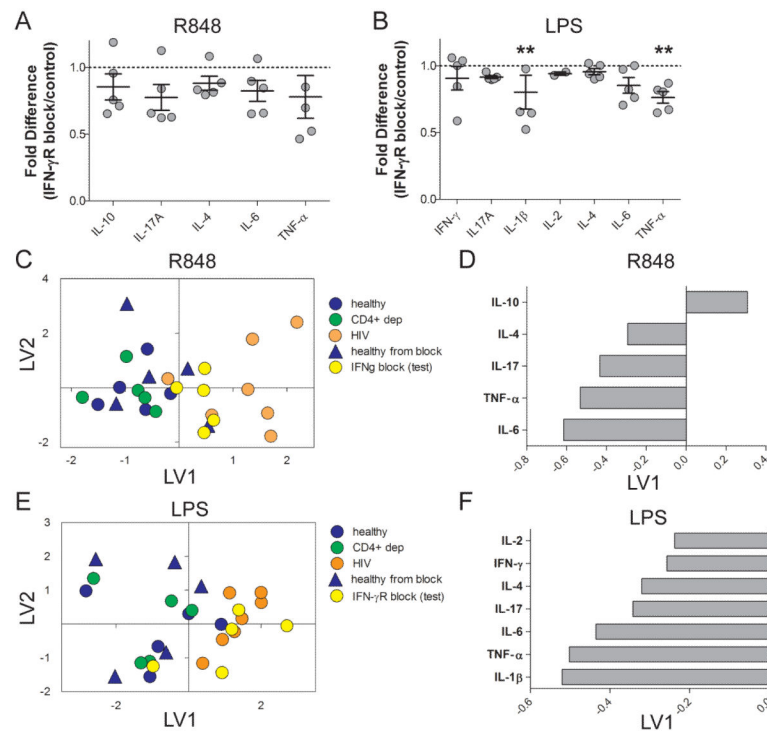 A
R848
Fold Difference
(IFN-γR block/control)
1.0
0.5
0.0
IL-10
IL-17A
IL-4
IL-6
TNF-α
B
LPS
Fold Difference
(IFN-γR block/control)
1.0
0.5
0.0
**
**
IFN-γ
IL17A
IL-1β
IL-2
IL-4
IL-6
TNF-α
C
R848
LV2
4
2
0
-2
-2
-1
0
1
2
LV1
healthy
CD4+ dep
HIV
healthy from block
IFNg block (test)
D
R848
IL-10
IL-4
IL-17
TNF-α
IL-6
-0.8
-0.6
-0.4
-0.2
0.0
0.2
0.4
LV1
E
LPS
LV2
3
2
1
0
-1
-2
-2
0
2
LV1
healthy
CD4+ dep
HIV
healthy from block
IFN-γR block (test)
F
LPS
IL-2
IFN-γ
IL-4
IL-17
IL-6
TNF-α
IL-1β
-0.6
-0.4
-0.2
0.0
LV1